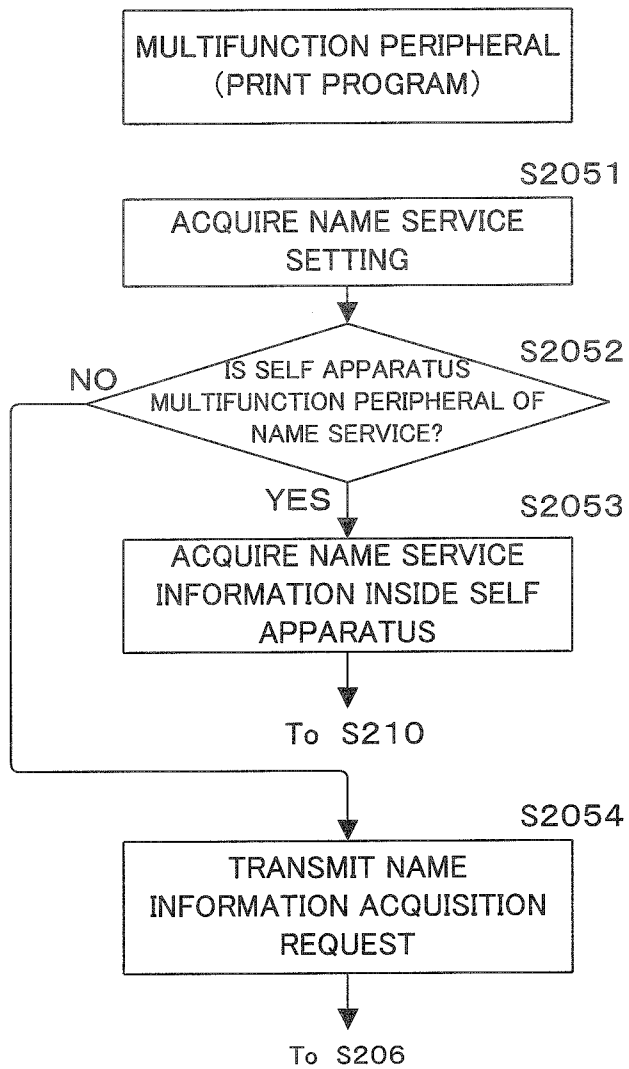 MULTIFUNCTION PERIPHERAL
(PRINT PROGRAM)
S2051
ACQUIRE NAME SERVICE
SETTING
S2052
NO
IS SELF APPARATUS
MULTIFUNCTION PERIPHERAL OF
NAME SERVICE?
YES
S2053
ACQUIRE NAME SERVICE
INFORMATION INSIDE SELF
APPARATUS
To S210
S2054
TRANSMIT NAME
INFORMATION ACQUISITION
REQUEST
To S206